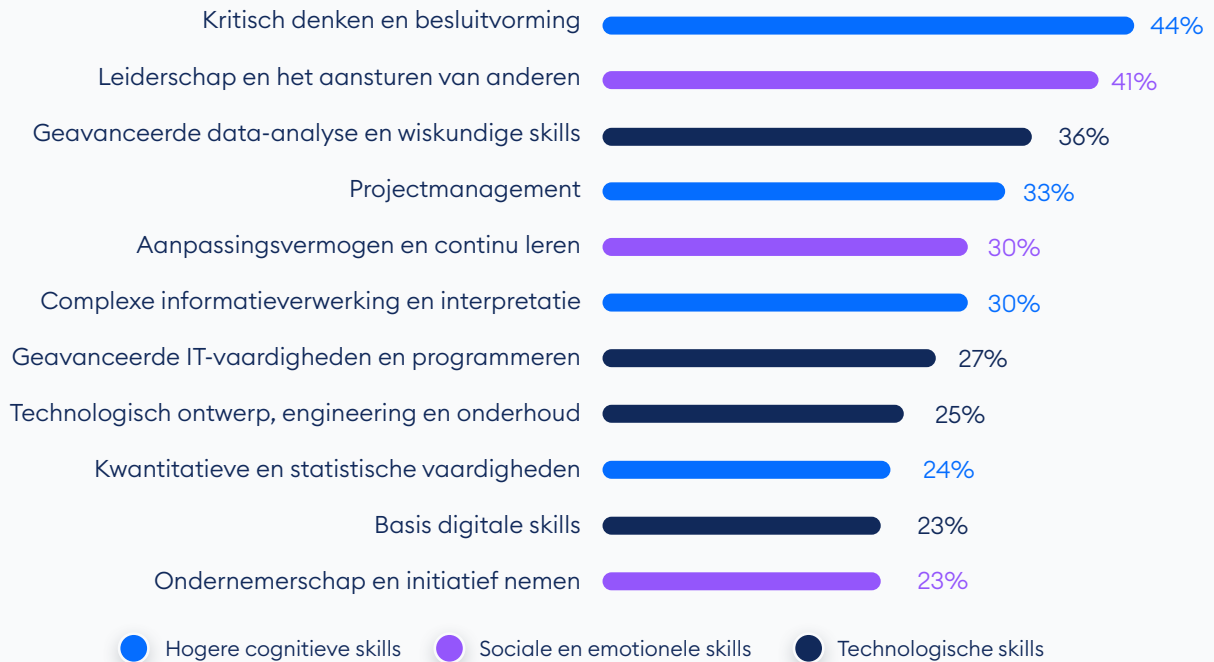 Kritisch denken en besluitvorming 44%
Leiderschap en het aansturen van anderen 41%
Geavanceerde data-analyse en wiskundige skills 36%
Projectmanagement 33%
Aanpassingsvermogen en continu leren 30%
Complexe informatieverwerking en interpretatie 30%
Geavanceerde IT-vaardigheden en programmeren 27%
Technologisch ontwerp, engineering en onderhoud 25%
Kwantitatieve en statistische vaardigheden 24%
Basis digitale skills 23%
Ondernemerschap en initiatief nemen 23%
Hogere cognitieve skills Sociale en emotionele skills Technologische skills